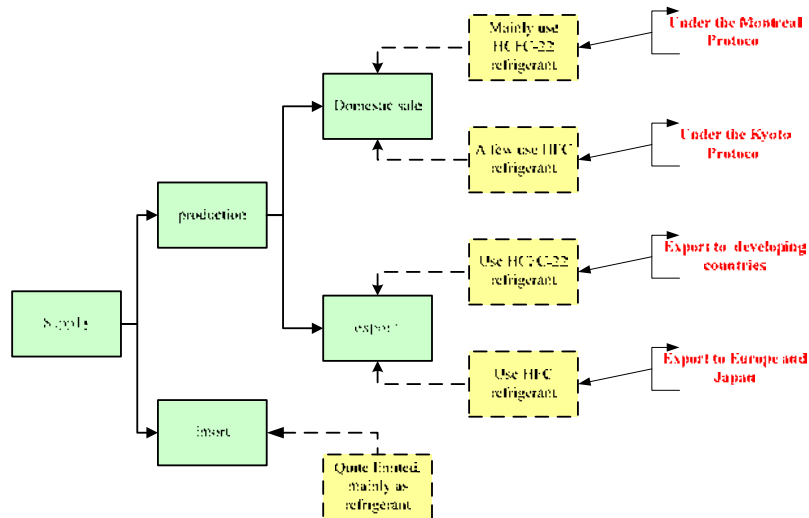 Mainly use
HCFC-22
refrigerant
Under the Montreal
Protoco
Domestic sale
A few use HFC
refrigerant
Under the Kyoto
Protoco
production
Use HCFC-22
refrigerant
Export to developing
countries
Supply
export
Use HFC
refrigerant
Export to Europe and
Japan
imort
Quite limited,
mainly as
refrigerant